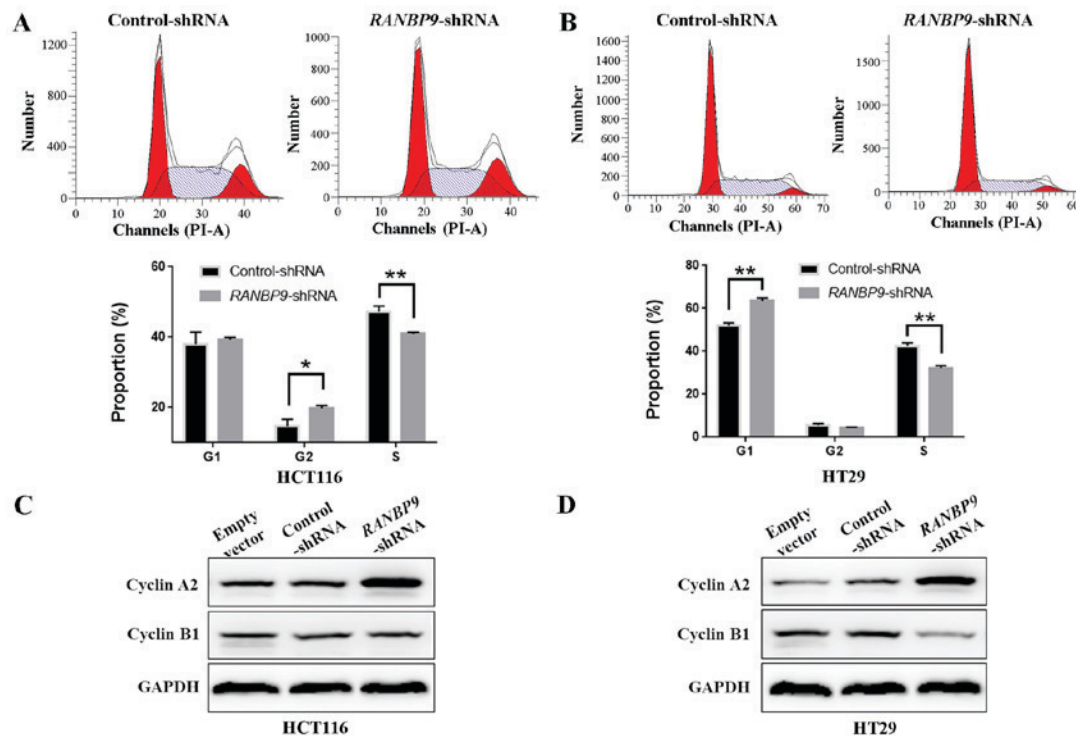 A
Control-shRNA
RANBP9-shRNA
1200
900
600
300
0
Number
0 10 20 30 40
Channels (PI-A)
1000
800
600
400
200
0
Number
0 10 20 30 40
Channels (PI-A)
60
40
20
Proportion (%)
Control-shRNA
RANBP9-shRNA
*
**
G1 G2 S
HCT116
B
Control-shRNA
RANBP9-shRNA
1600
1400
1200
1000
800
600
400
200
0
Number
0 10 20 30 40 50 60 70
Channels (PI-A)
1500
1000
500
0
Number
0 10 20 30 40 50 60
Channels (PI-A)
80
60
40
20
0
Proportion (%)
Control-shRNA
RANBP9-shRNA
**
**
G1 G2 S
HT29
C
Empty
vector
Control
-shRNA
RANBP9
-shRNA
Cyclin A2
Cyclin B1
GAPDH
HCT116
D
Empty
vector
Control
-shRNA
RANBP9
-shRNA
Cyclin A2
Cyclin B1
GAPDH
HT29